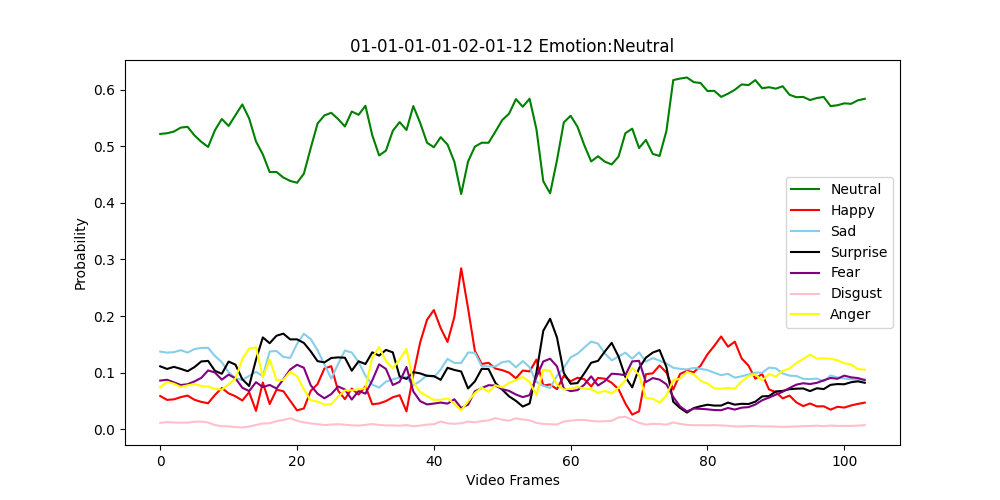 01-01-01-01-02-01-12 Emotion:Neutral
Probability
0.6
0.5
0.4
0.3
0.2
0.1
0.0
Neutral
Happy
Sad
Surprise
Fear
Disgust
Anger
0 20 40 60 80 100
Video Frames